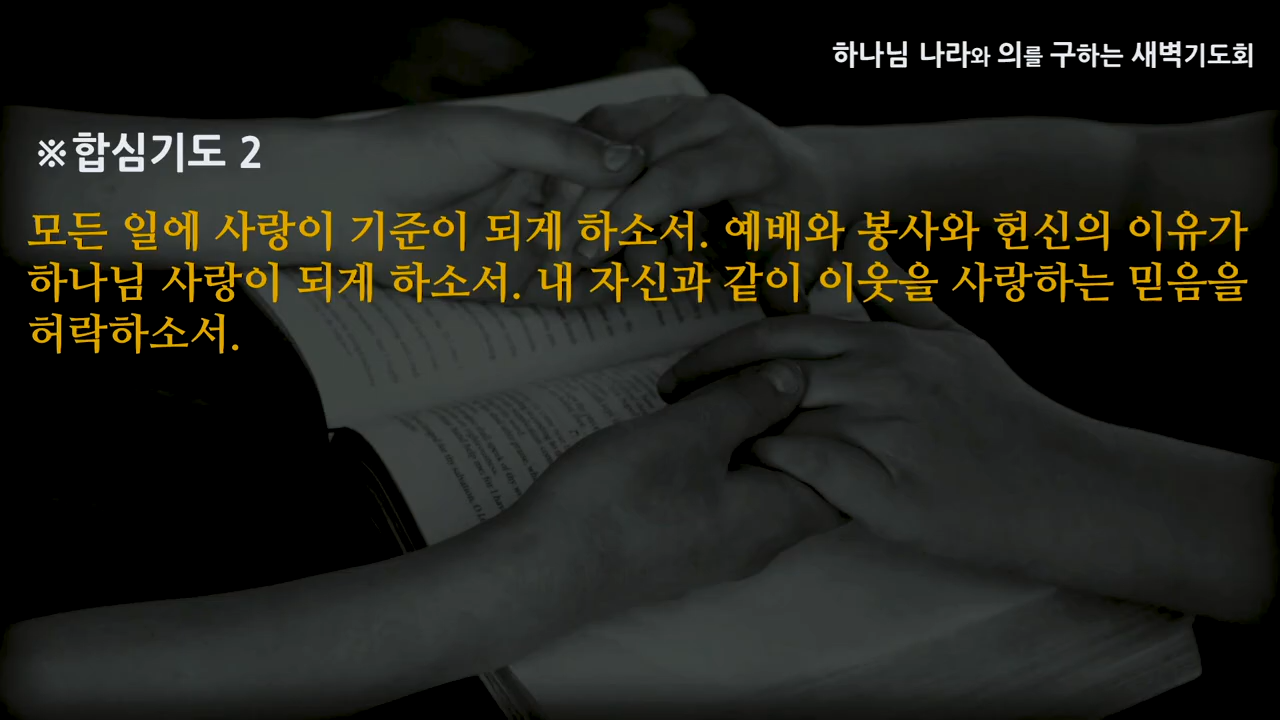 하나님 나라와 의를 구하는 새벽기도회
※합심기도 2
모든 일에 사랑이 기준이 되게 하소서. 예배와 봉사와 헌신의 이유가
하나님 사랑이 되게 하소서. 내 자신과 같이 이웃을 사랑하는 믿음을
허락하소서.